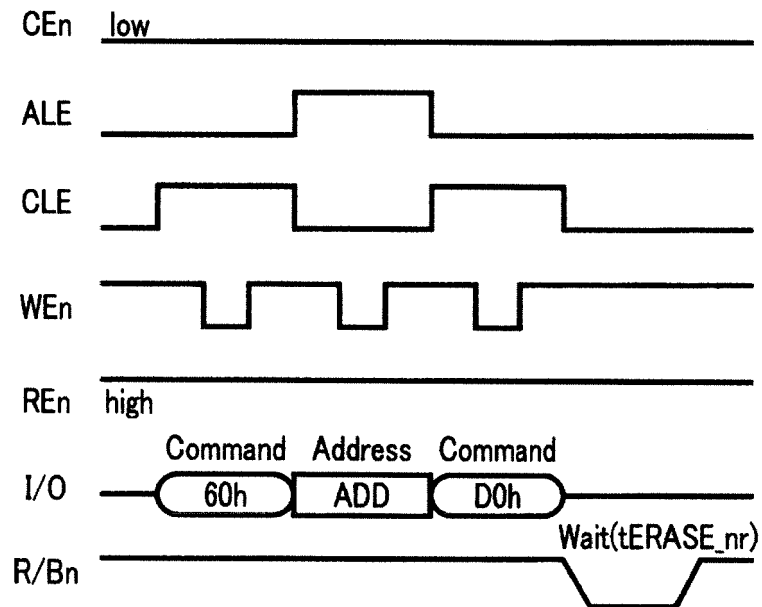 CEn low
ALE
CLE
WEn
REn high
Command Address Command
I/O 60h ADD D0h
Wait(tERASE_nr)
R/Bn